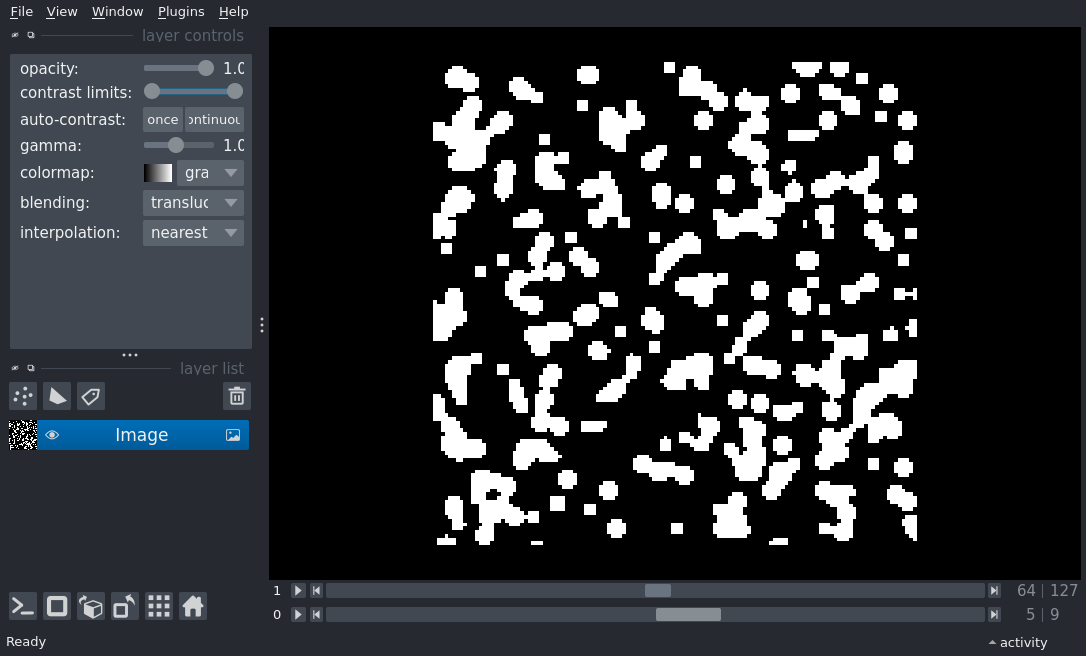 File View Window Plugins Help
layer controls
opacity: 1.0
contrast limits:
auto-contrast: once ontinuou
gamma: 1.0
colormap: gra
blending: transluc
interpolation: nearest
layer list
Image
1 64 127
0 5 9
Ready
activity